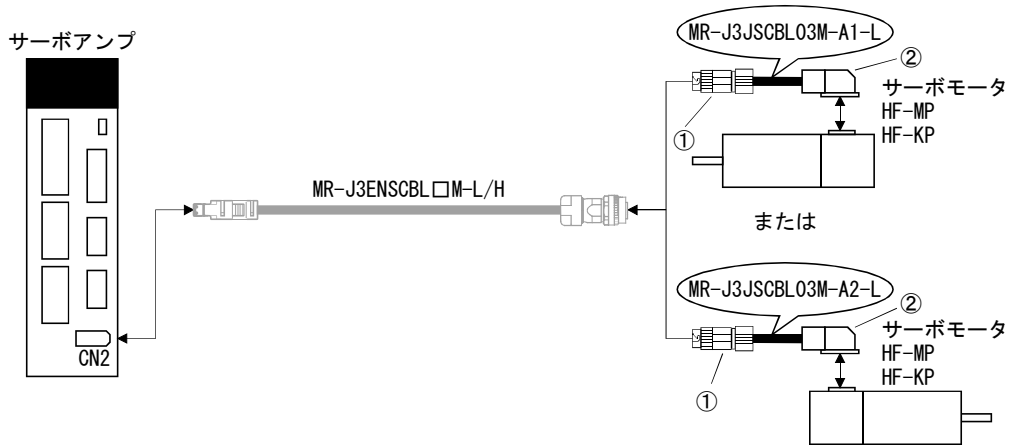 サーボアンプ
CN2
MR-J3ENSCBL□M-L/H
MR-J3JSCBL03M-A1-L
①
②
サーボモータ
HF-MP
HF-KP
または
MR-J3JSCBL03M-A2-L
①
②
サーボモータ
HF-MP
HF-KP